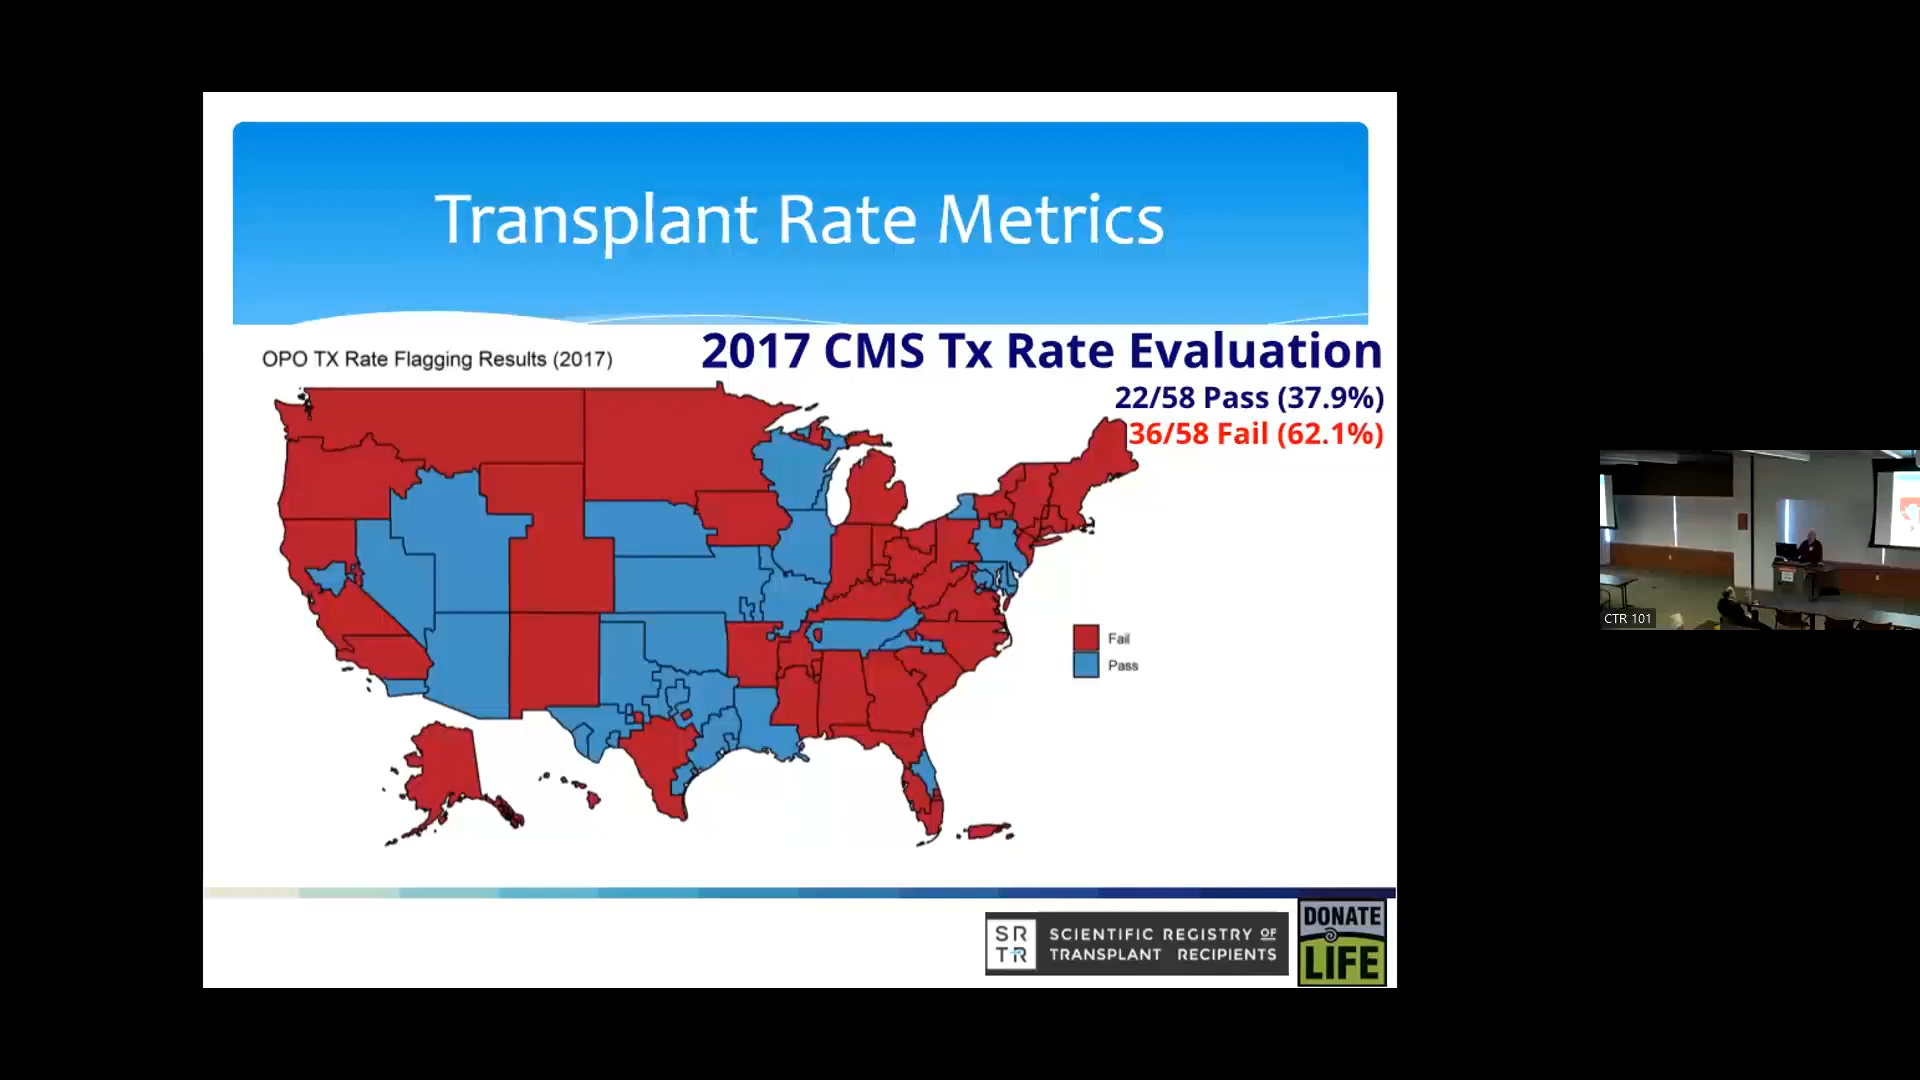 Transplant Rate Metrics
2017 CMS Tx Rate Evaluation
OPO TX Rate Flagging Results (2017)
22/58 Pass (37.9%)
36/58 Fail (62.1%)
Fail
Pass
SR
TR
SCIENTIFIC REGISTRY OF
TRANSPLANT RECIPIENTS
DONATE
LIFE
CTR 101